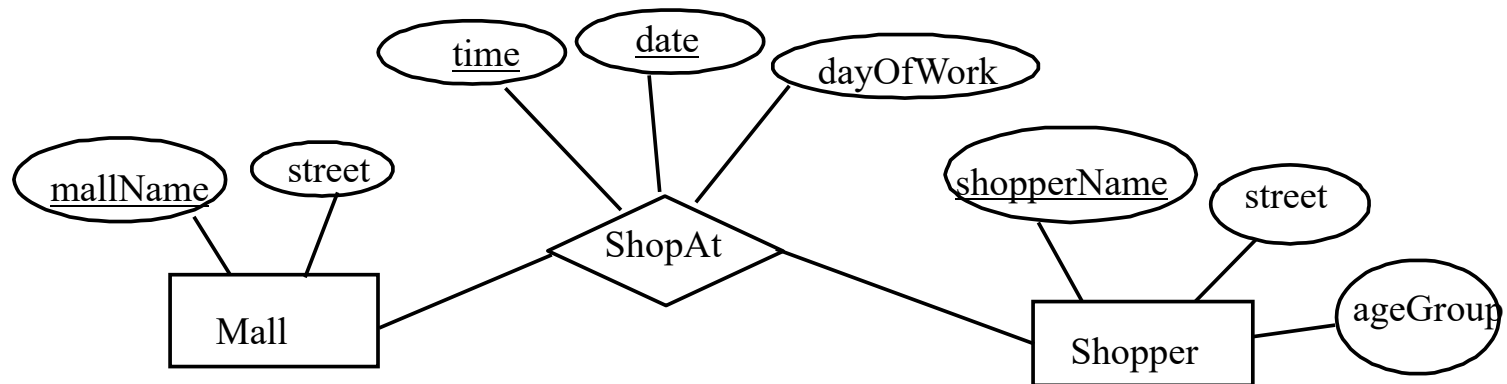 time
date
dayOfWork
mallName
street
shopperName
street
ShopAt
ageGroup
Mall
Shopper